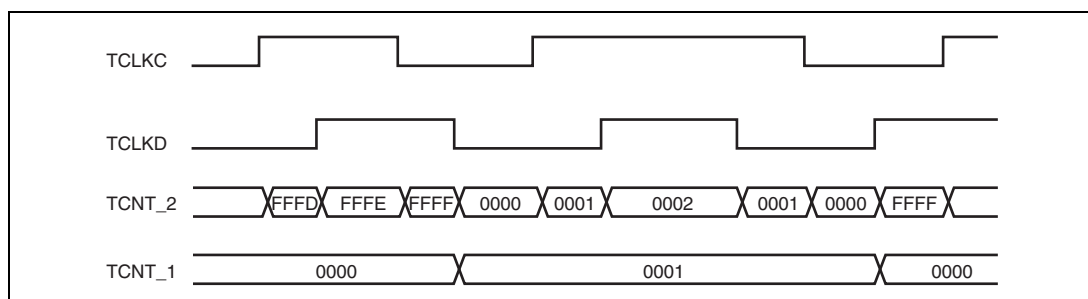 TCLKC
TCLKD
TCNT_2 FFFD FFFE FFFF 0000 0001 0002 0001 0000 FFFF
TCNT_1 0000 0001 0000